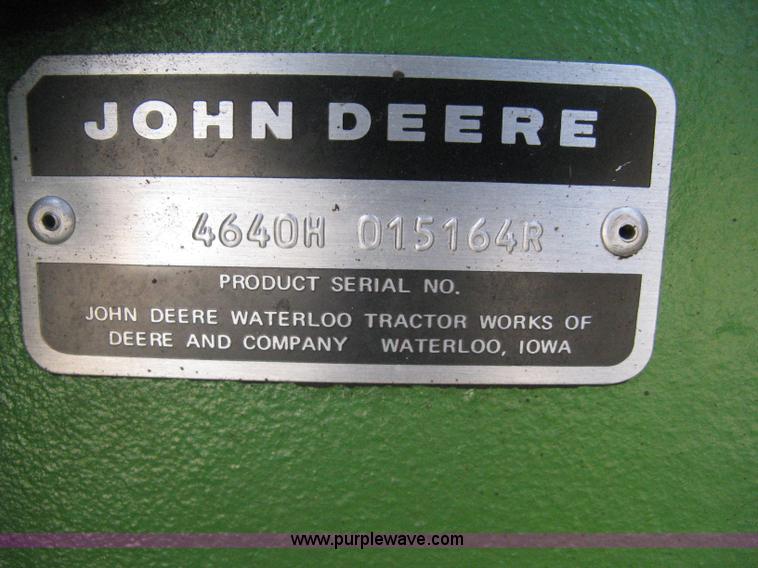 JOHN DEERE
4640H 015164R
PRODUCT SERIAL NO.
JOHN DEERE WATERLOO TRACTOR WORKS OF
DEERE AND COMPANY WATERLOO, IOWA
www.purplewave.com